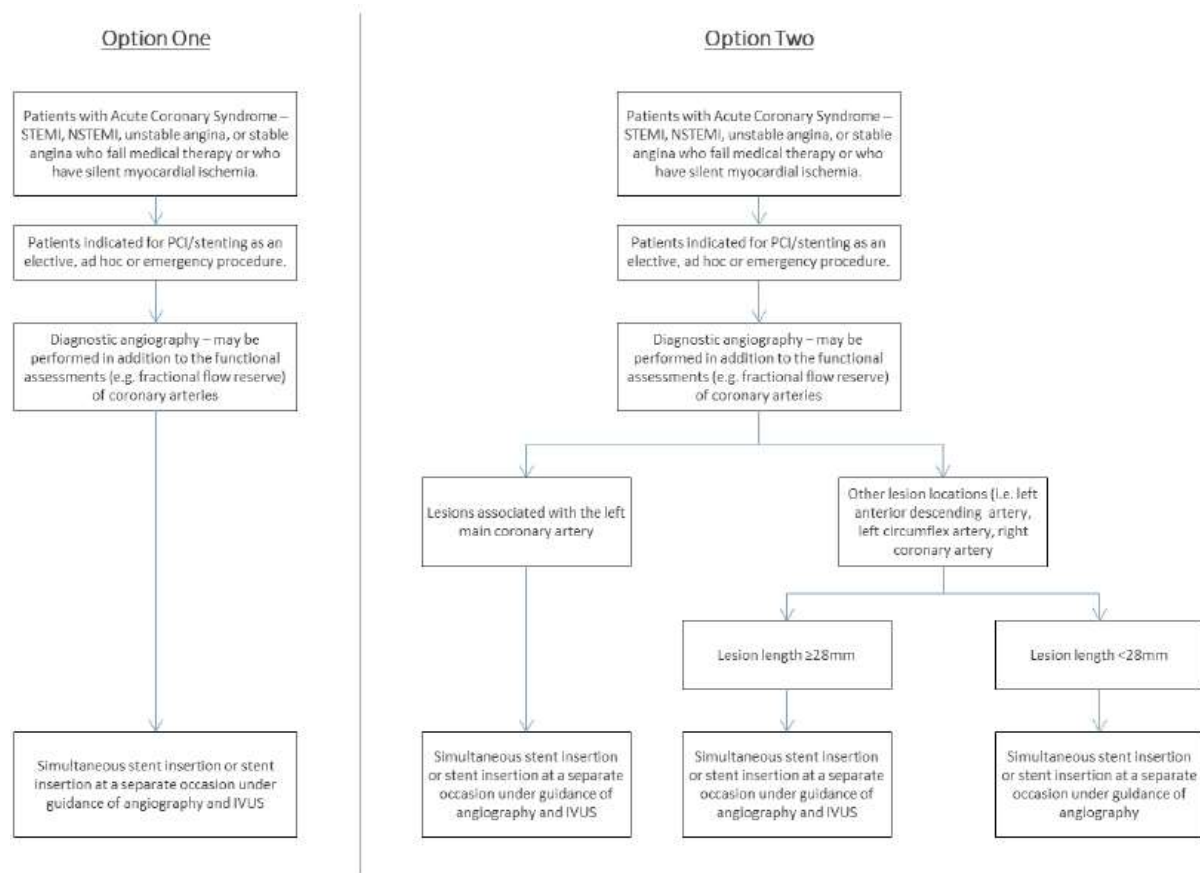 Option One
Patients with Acute Coronary Syndrome –
STEMI, NSTEMI, unstable angina, or stable
angina who fail medical therapy or who
have silent myocardial ischemia.
Patients indicated for PCI/stenting as an
elective, ad hoc or emergency procedure.
Diagnostic angiography – may be
performed in addition to the functional
assessments (e.g. fractional flow reserve)
of coronary arteries
Simultaneous stent insertion or stent
insertion at a separate occasion under
guidance of angiography and IVUS
Option Two
Patients with Acute Coronary Syndrome –
STEMI, NSTEMI, unstable angina, or stable
angina who fail medical therapy or who
have silent myocardial ischemia.
Patients indicated for PCI/stenting as an
elective, ad hoc or emergency procedure.
Diagnostic angiography – may be
performed in addition to the functional
assessments (e.g. fractional flow reserve)
of coronary arteries
Lesions associated with the left
main coronary artery
Other lesion locations (i.e. left
anterior descending artery,
left circumflex artery, right
coronary artery
Lesion length ≥28mm
Lesion length <28mm
Simultaneous stent insertion
or stent insertion at a separate
occasion under guidance of
angiography and IVUS
Simultaneous stent insertion
or stent insertion at a separate
occasion under guidance of
angiography and IVUS
Simultaneous stent insertion
or stent insertion at a separate
occasion under guidance of
angiography